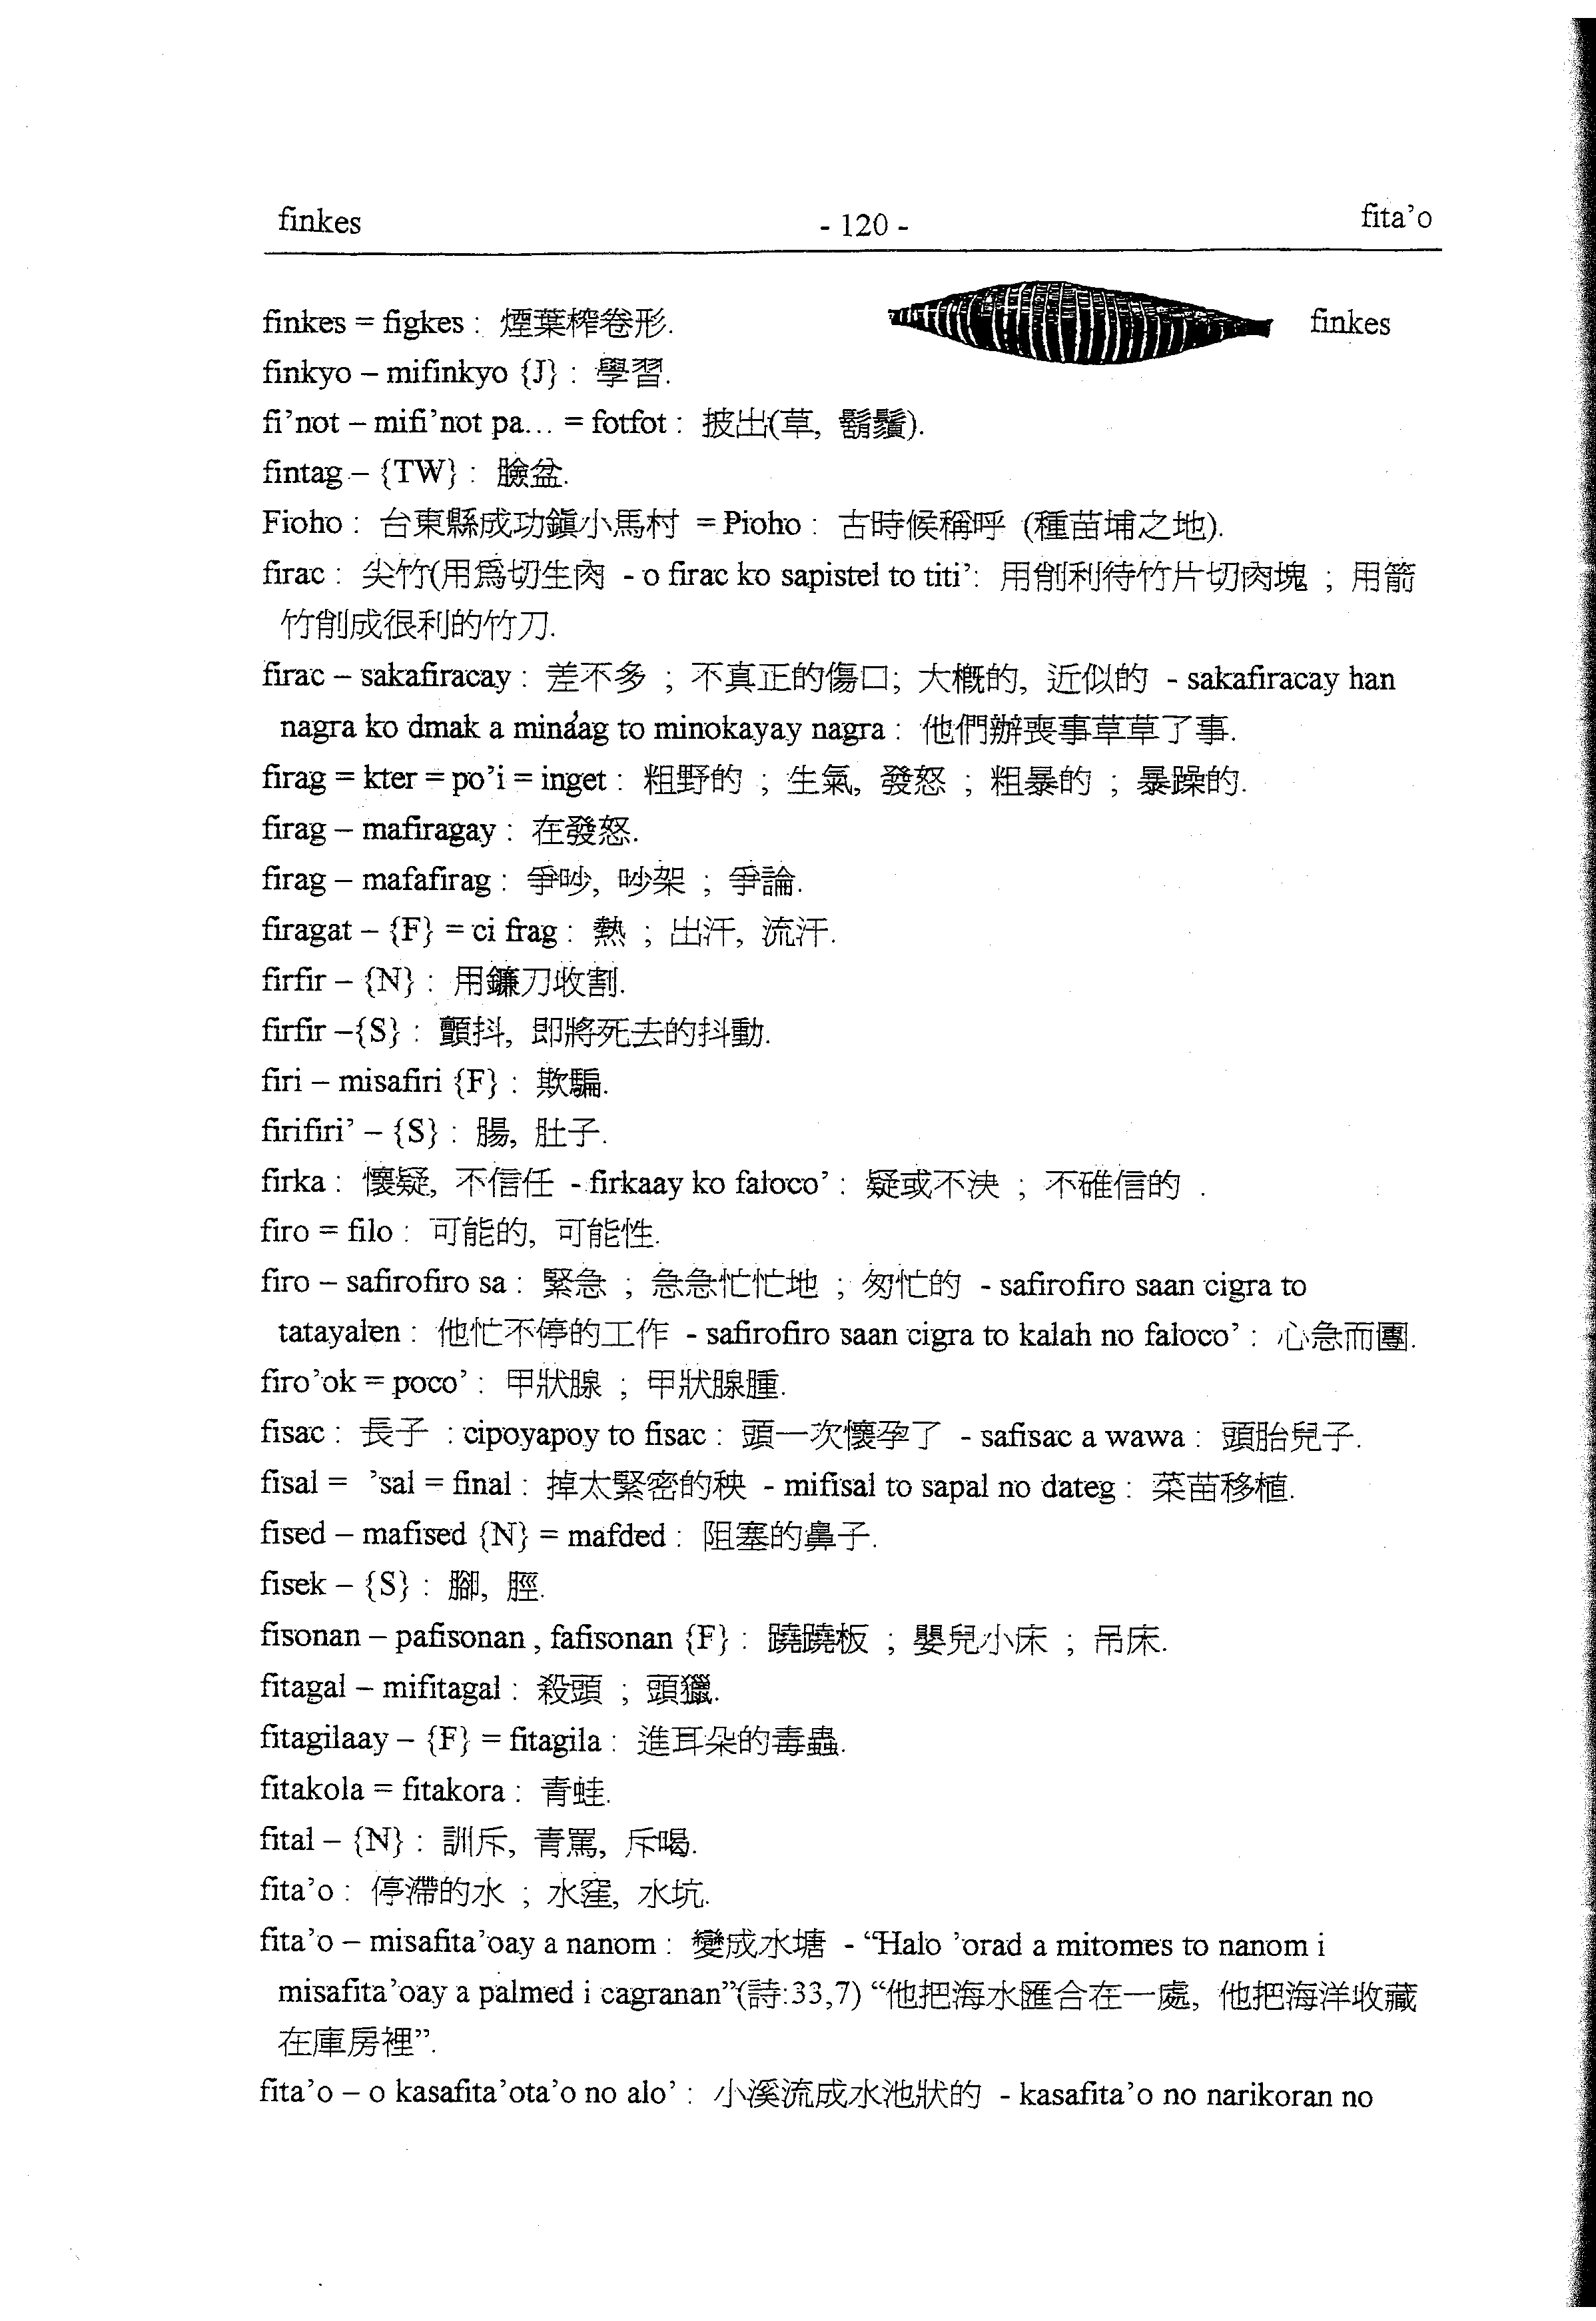 finkes - 120 - fita’o
finkes = figkes : 煙葉榨卷形. finkes
finkyo – mifinkyo {J} : 學習.
fi’not – mifi’not pa... = fotfot : 披出(草, 鬍鬚).
fintag – {TW} : 臉盆.
Fioho : 台東縣成功鎮小馬村 = Pioho : 古時候稱呼 (種苗埔之地).
firac : 尖竹(用爲切生肉 - o firac ko sapistel to titi’: 用削利待竹片切肉塊 ; 用箭
竹削成很利的竹刀.
firac – sakafiracay : 差不多 ; 不真正的傷口; 大概的, 近似的 - sakafiracay han
nagra ko dmak a mináag to minokayay nagra : 他們辦喪事草草了事.
firag = kter = po’i = inget : 粗野的 ; 生氣, 發怒 ; 粗暴的 ; 暴躁的.
firag – mafiragay : 在發怒.
firag – mafafirag : 爭吵, 吵架 ; 爭論.
firagat – {F} = ci frag : 熱 ; 出汗, 流汗.
firfir – {N} : 用鐮刀收割.
firfir –{S} : 顫抖, 即將死去的抖動.
firi – misafiri {F} : 欺騙.
firifiri’ – {S} : 腸, 肚子.
firka : 懷疑, 不信任 - firkaay ko faloco’ : 疑或不決 ; 不確信的 .
firo = filo : 可能的, 可能性.
firo – safirofiro sa : 緊急 ; 急急忙忙地 ; 匆忙的 - safirofiro saan cigra to
tatayalen : 他忙不停的工作 - safirofiro saan cigra to kalah no faloco’ : 心急而團.
firo’ok = poco’ : 甲狀腺 ; 甲狀腺腫.
fisac : 長子 : cipoyapoy to fisac : 頭一次懷孕了 - safisac a wawa : 頭胎兒子.
fisal = ’sal = final : 掉太緊密的秧 - mifisal to sapal no dateg : 菜苗移植.
fised – mafised {N} = mafded : 阻塞的鼻子.
fisek – {S} : 腳, 脛.
fisonan – pafisonan , fafisonan {F} : 蹺蹺板 ; 嬰兒小床 ; 吊床.
fitagal – mifitagal : 殺頭 ; 頭獵.
fitagilaay – {F} = fitagila : 進耳朵的毒蟲.
fitakola = fitakora : 青蛙.
fital – {N} : 訓斥, 青罵, 斥喝.
fita’o : 停滯的水 ; 水窪, 水坑.
fita’o – misafita’oay a nanom : 變成水塘 - “Halo ’orad a mitomes to nanom i
misafita’oay a palmed i cagranan”(詩:33,7) “他把海水匯合在一處, 他把海洋收藏
在庫房裡”.
fita’o – o kasafita’ota’o no alo’ : 小溪流成水池狀的 - kasafita’o no narikoran no